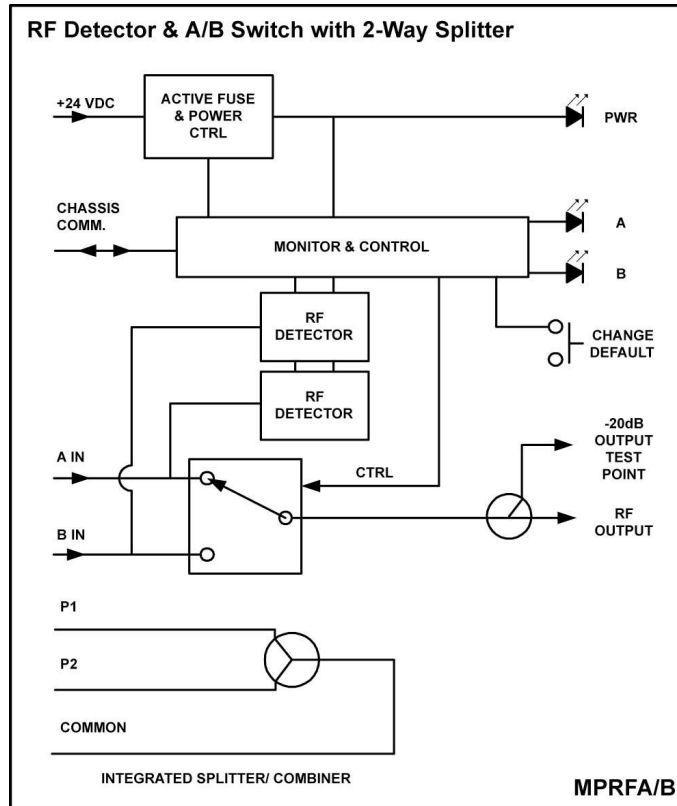 RF Detector & A/B Switch with 2-Way Splitter
+24 VDC
ACTIVE FUSE
& POWER
CTRL
PWR
CHASSIS
COMM.
MONITOR & CONTROL
A
B
RF
DETECTOR
CHANGE
DEFAULT
RF
DETECTOR
-20dB
OUTPUT
TEST
POINT
A IN
CTRL
RF
OUTPUT
B IN
P1
P2
COMMON
INTEGRATED SPLITTER/ COMBINER
MPRFA/B